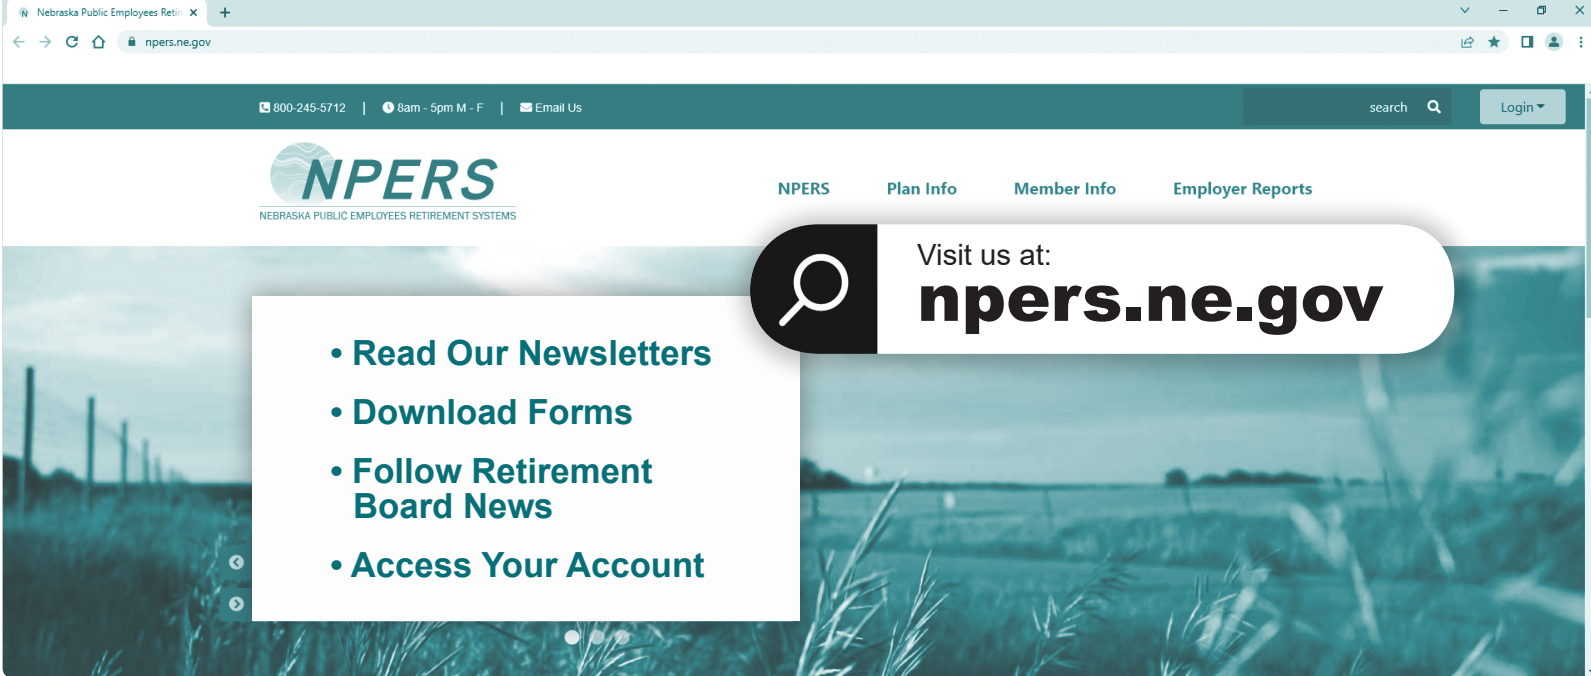 Nebraska Public Employees Retir
npers.ne.gov
800-245-5712 | 8am - 5pm M - F | Email Us
search
Login
NPERS
NEBRASKA PUBLIC EMPLOYEES RETIREMENT SYSTEMS
NPERS Plan Info Member Info Employer Reports
Visit us at:
npers.ne.gov
• Read Our Newsletters
• Download Forms
• Follow Retirement
Board News
• Access Your Account